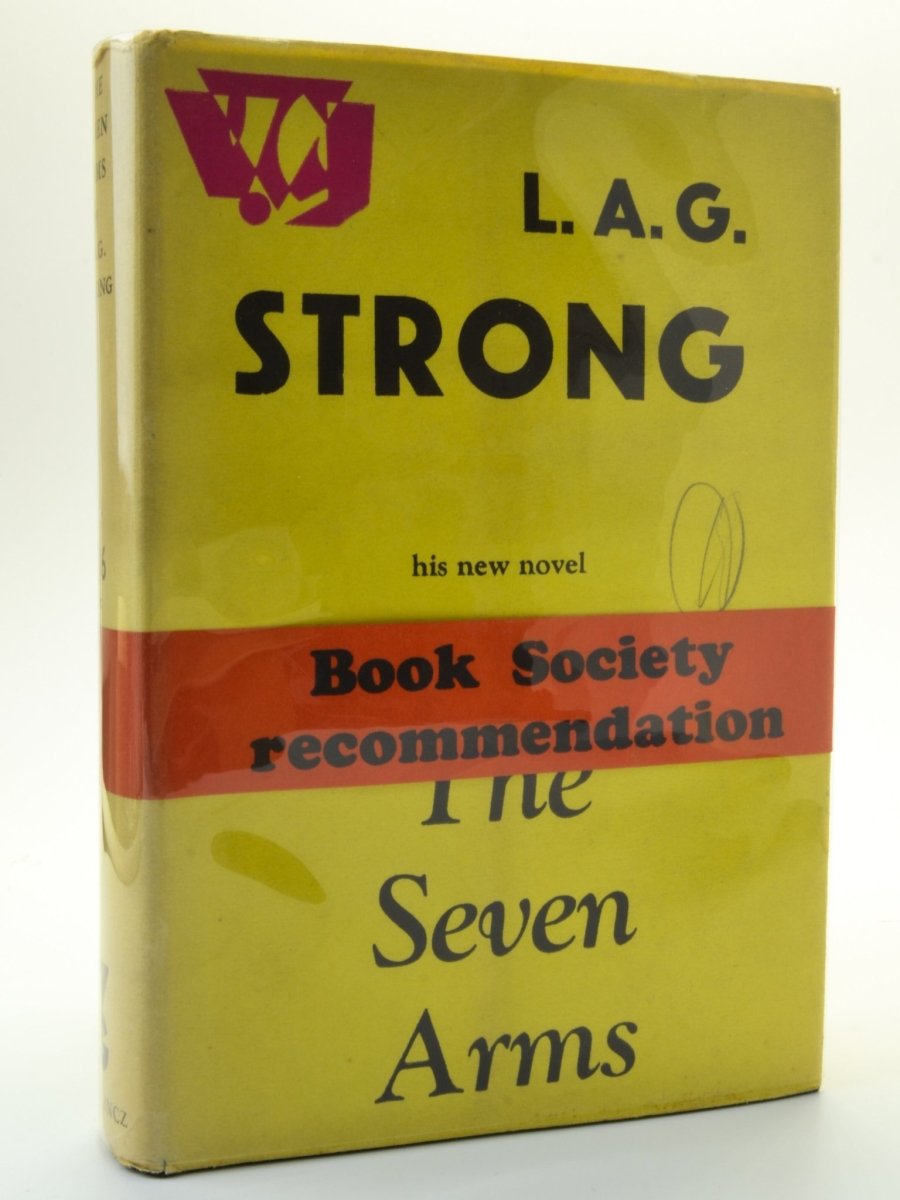 L. A. G.
STRONG
his new novel
Book Society
recommendation
The
Seven
Arms